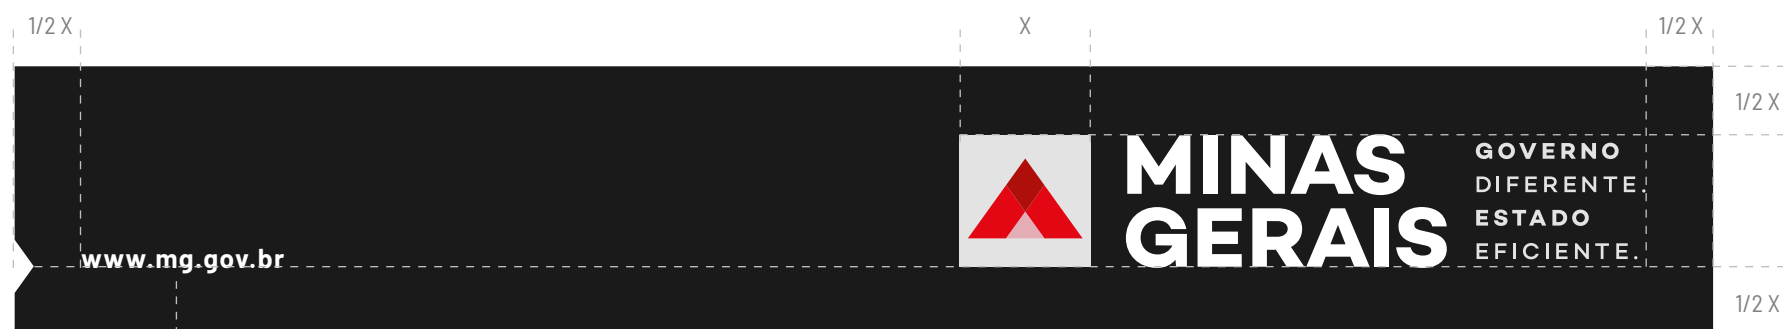 1/2 X
X
1/2 X
1/2 X
MINAS
GERAIS
GOVERNO
DIFERENTE.
ESTADO
EFICIENTE.
www.mg.gov.br
1/2 X